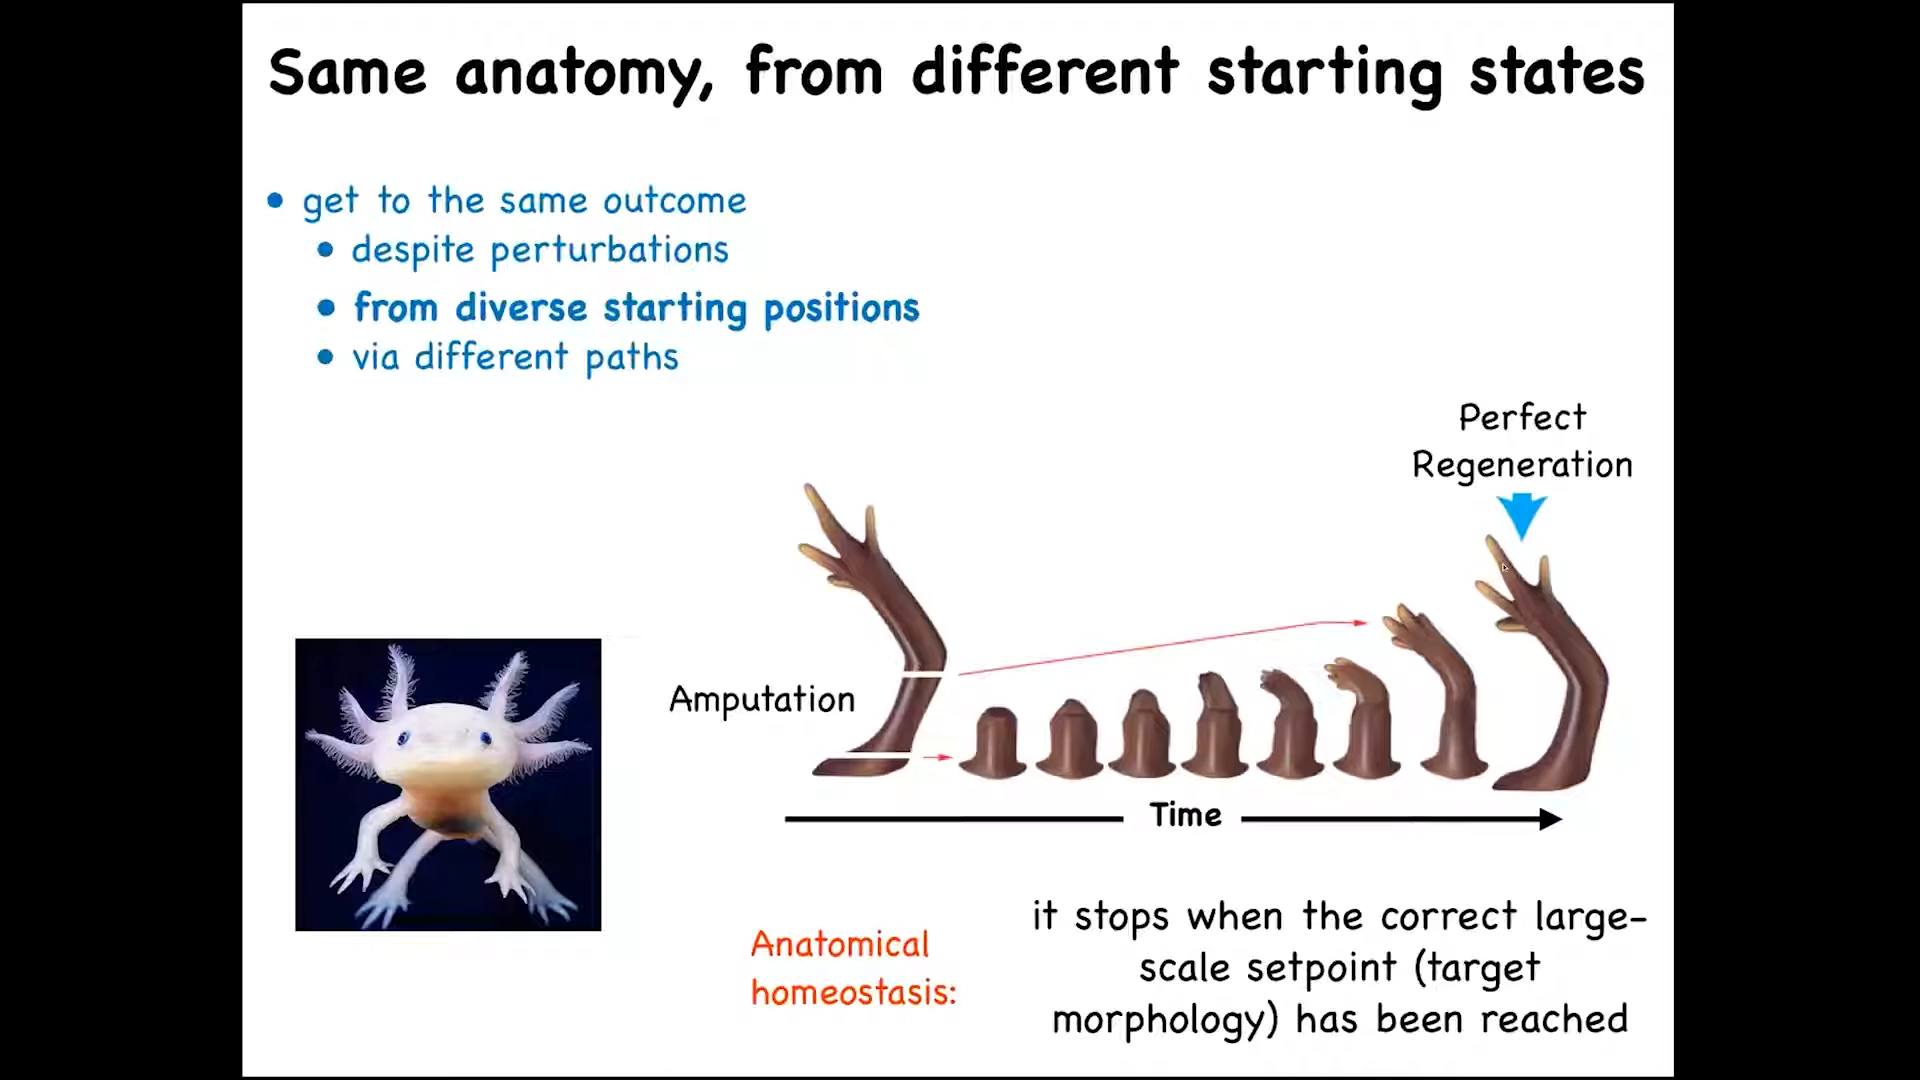 Same anatomy, from different starting states
• get to the same outcome
• despite perturbations
• from diverse starting positions
• via different paths
Perfect
Regeneration
Amputation
Time
Anatomical
homeostasis:
it stops when the correct large-
scale setpoint (target
morphology) has been reached